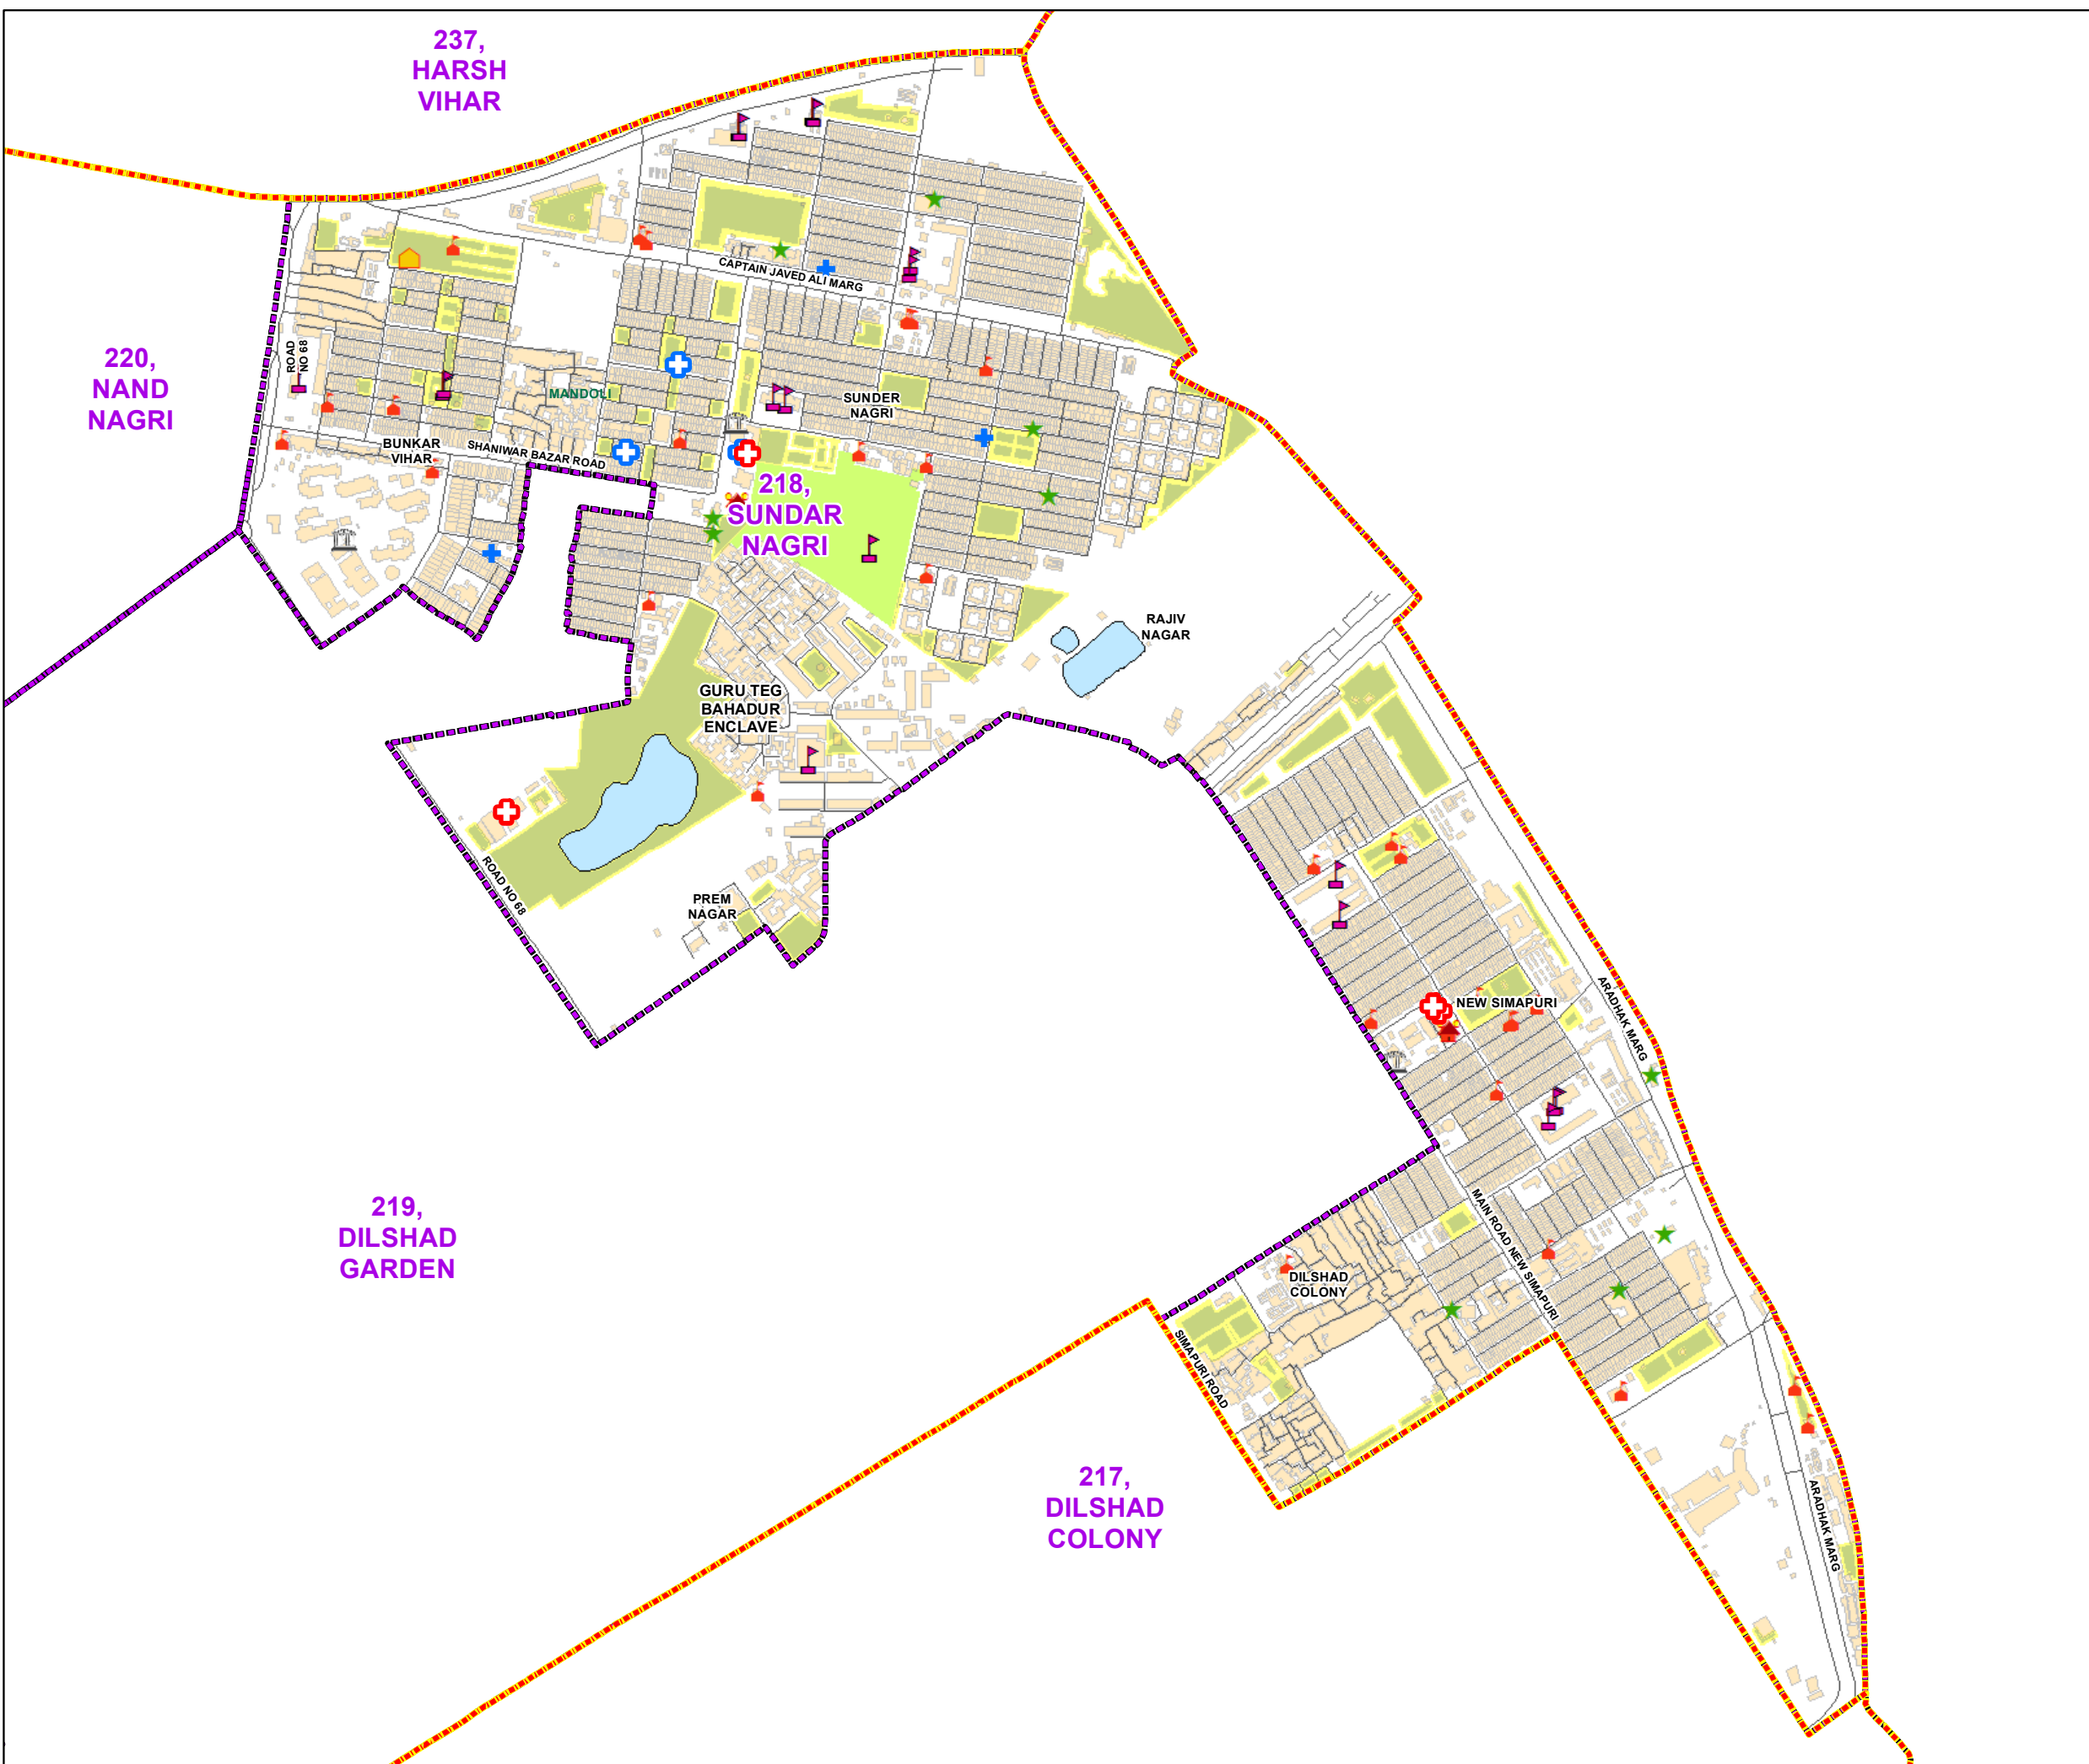 237,
HARSH
VIHAR
CAPTAIN JAVED ALI MARG
ROAD
NO 68
220,
NAND
NAGRI
MANDOLI
SUNDER
NAGRI
BUNKAR
VIHAR
SHANIWAR BAZAR ROAD
218,
SUNDAR
NAGRI
RAJIV
NAGAR
GURU TEG
BAHADUR
ENCLAVE
ROAD NO 68
PREM
NAGAR
NEW SIMAPURI
ARADHAK MARG
219,
DILSHAD
GARDEN
MAIN ROAD NEW SIMAPURI
DILSHAD
COLONY
SIMAPURI ROAD
217,
DILSHAD
COLONY
ARADHAK MARG